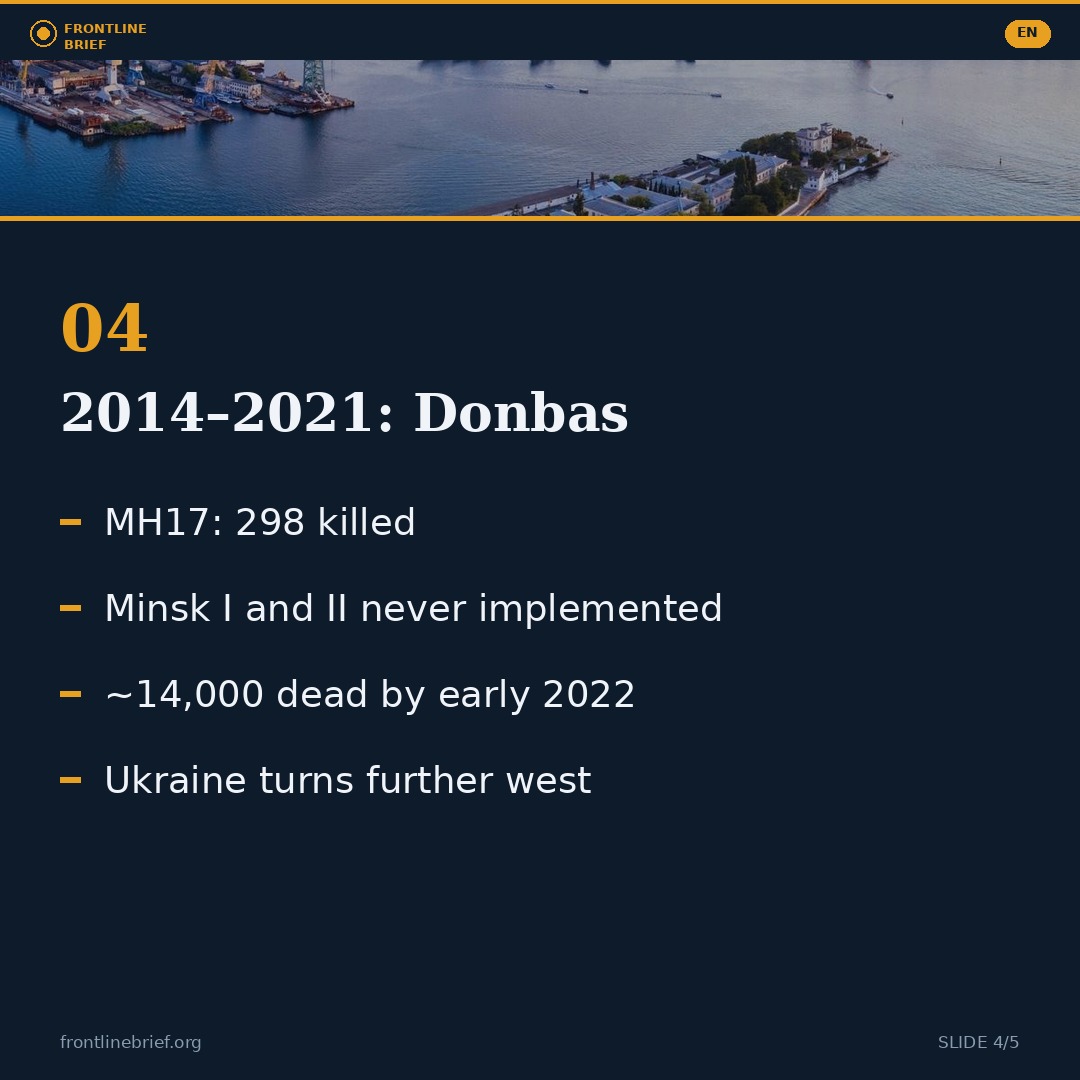 FRONTLINE
BRIEF
EN
04
2014–2021: Donbas
MH17: 298 killed
Minsk I and II never implemented
~14,000 dead by early 2022
Ukraine turns further west
frontlinebrief.org
SLIDE 4/5